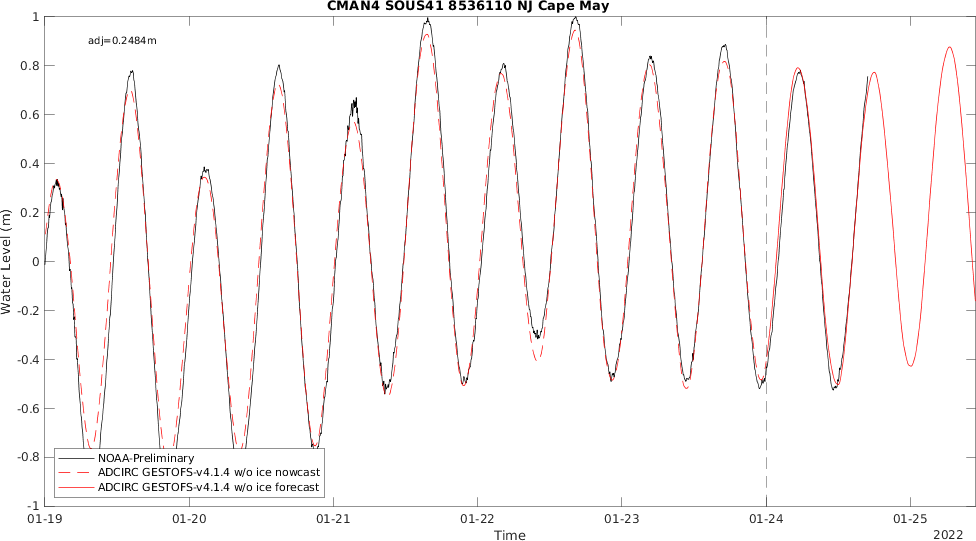 CMAN4 SOUS41 8536110 NJ Cape May
adj=0.2484m
1
0.8
0.6
0.4
0.2
0
-0.2
-0.4
-0.6
-0.8
-1
Water Level (m)
NOAA-Preliminary
ADCIRC GESTOFS-v4.1.4 w/o ice nowcast
ADCIRC GESTOFS-v4.1.4 w/o ice forecast
01-19 01-20 01-21 01-22 01-23 01-24 01-25
Time
2022